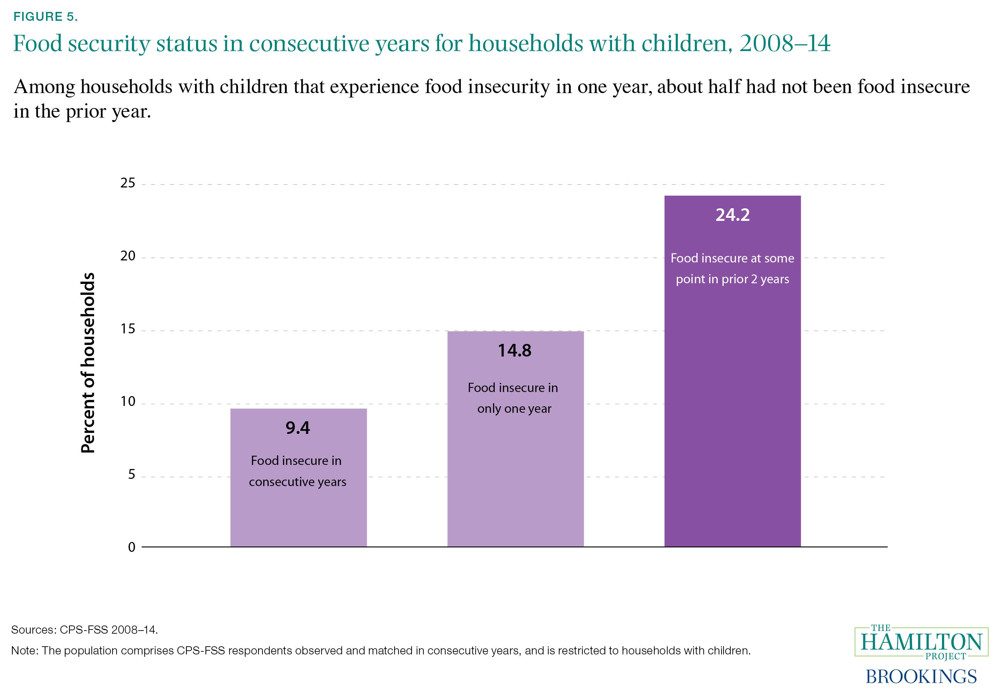 FIGURE 5.
Food security status in consecutive years for households with children, 2008–14
Among households with children that experience food insecurity in one year, about half had not been food insecure
in the prior year.
Percent of households
25
20
15
10
5
0
9.4
Food insecure in
consecutive years
14.8
Food insecure in
only one year
24.2
Food insecure at some
point in prior 2 years
Sources: CPS-FSS 2008–14.
Note: The population comprises CPS-FSS respondents observed and matched in consecutive years, and is restricted to households with children.
THE
HAMILTON
PROJECT
BROOKINGS